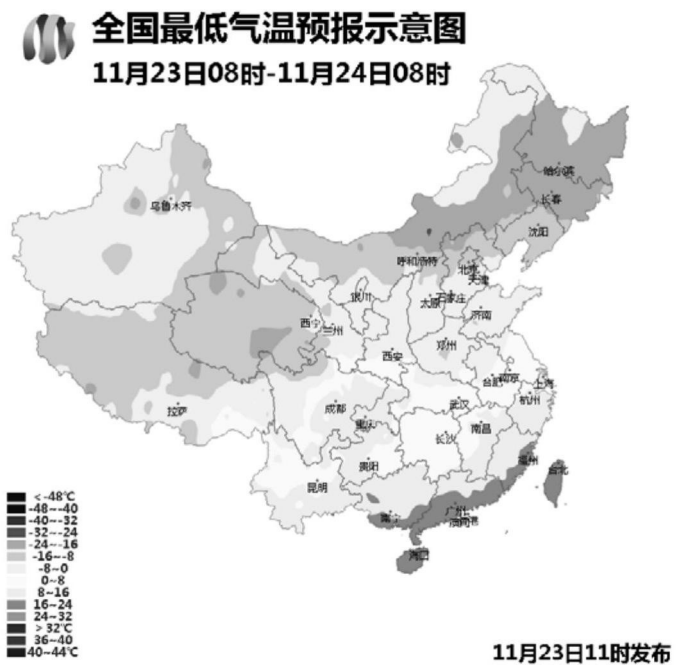 全国最低气温预报示意图
11月23日08时-11月24日08时
哈尔滨
长春
乌鲁木齐
沈阳
呼和浩特
北京
天津
银川
太原
石家庄
西宁
兰州
济南
西安
郑州
合肥
南京
上海
成都
武汉
杭州
拉萨
重庆
长沙
南昌
贵阳
福州
台北
昆明
南宁
广州
澳门
海口
<-48℃
-48~-40
-40~-32
-32~-24
-24~-16
-16~-8
-8~0
0~8
8~16
16~24
24~32
>32℃
36~40
40~44℃
11月23日11时发布